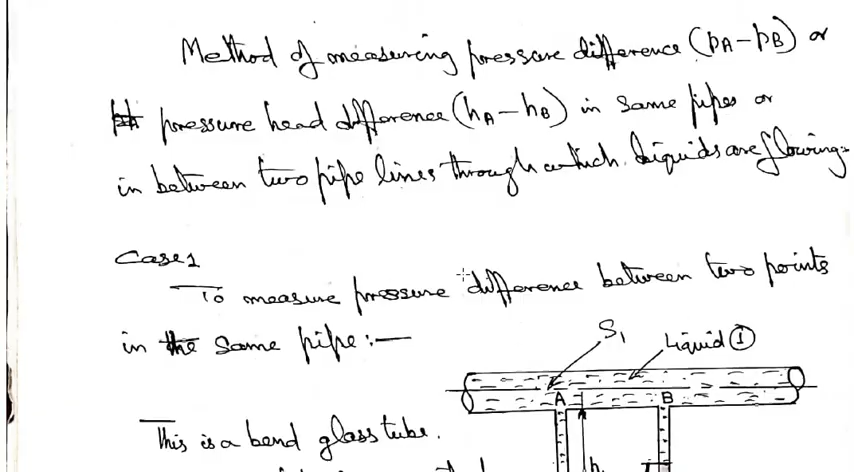 Method of measuring pressure difference (pA-pB) or
pressure head difference (hA-hB) in same pipes or
in between two pipe lines through which liquids are flowing:-
Case 1
To measure pressure difference between two points
in the same pipe:-
S1
Liquid ①
A
B
This is a bend glass tube.
h